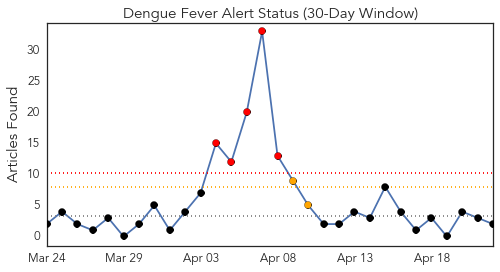 Dengue Fever Alert Status (30-Day Window)
Articles Found
30
25
20
15
10
5
0
Mar 24 Mar 29 Apr 03 Apr 08 Apr 13 Apr 18